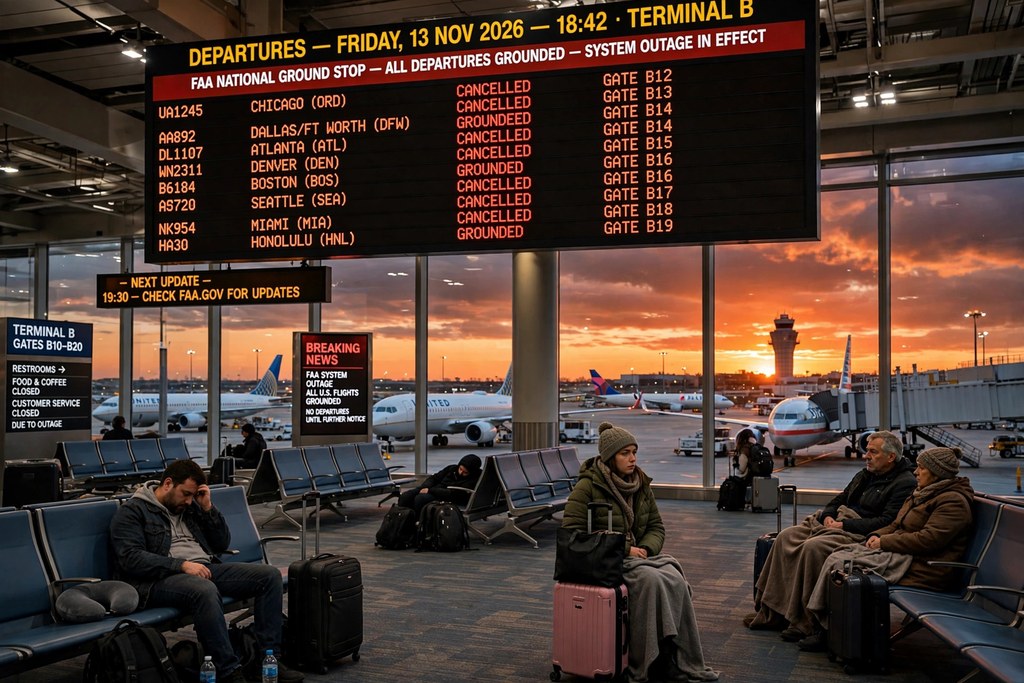 DEPARTURES — FRIDAY, 13 NOV 2026 — 18:42 · TERMINAL B
FAA NATIONAL GROUND STOP — ALL DEPARTURES GROUNDED — SYSTEM OUTAGE IN EFFECT
UA1245 CHICAGO (ORD) CANCELLED GATE B12
CANCELLED GATE B13
AA892 DALLAS/FT WORTH (DFW) GROUNDEED GATE B14
DL1107 ATLANTA (ATL) CANCELLED GATE B14
WN2311 DENVER (DEN) CANCELLED GATE B15
B6184 BOSTON (BOS) GROUNDED GATE B16
AS720 SEATTLE (SEA) CANCELLED GATE B16
CANCELLED GATE B17
NK954 MIAMI (MIA) CANCELLED GATE B18
HA30 HONOLULU (HNL) GROUNDED GATE B19
— NEXT UPDATE —
19:30 — CHECK FAA.GOV FOR UPDATES
TERMINAL B
GATES B10–B20
RESTROOMS →
FOOD & COFFEE
CLOSED
CUSTOMER SERVICE
CLOSED
DUE TO OUTAGE
BREAKING
NEWS
FAA SYSTEM
OUTAGE
ALL U.S. FLIGHTS
GROUNDED
NO DEPARTURES
UNTIL FURTHER NOTICE
UNITED
UNITED